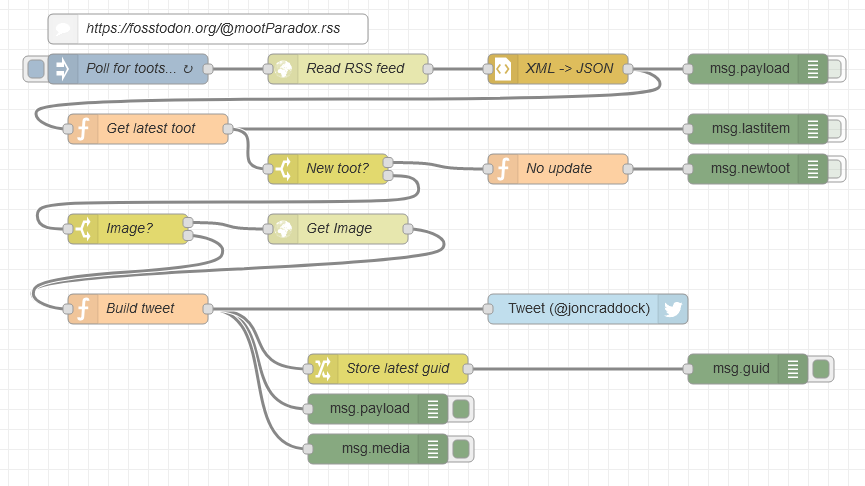 https://fosstodon.org/@mootParadox.rss
Poll for toots... ↻
Read RSS feed
XML -> JSON
msg.payload
Get latest toot
msg.lastitem
New toot?
No update
msg.newtoot
Image?
Get Image
Build tweet
Tweet (@joncraddock)
Store latest guid
msg.guid
msg.payload
msg.media